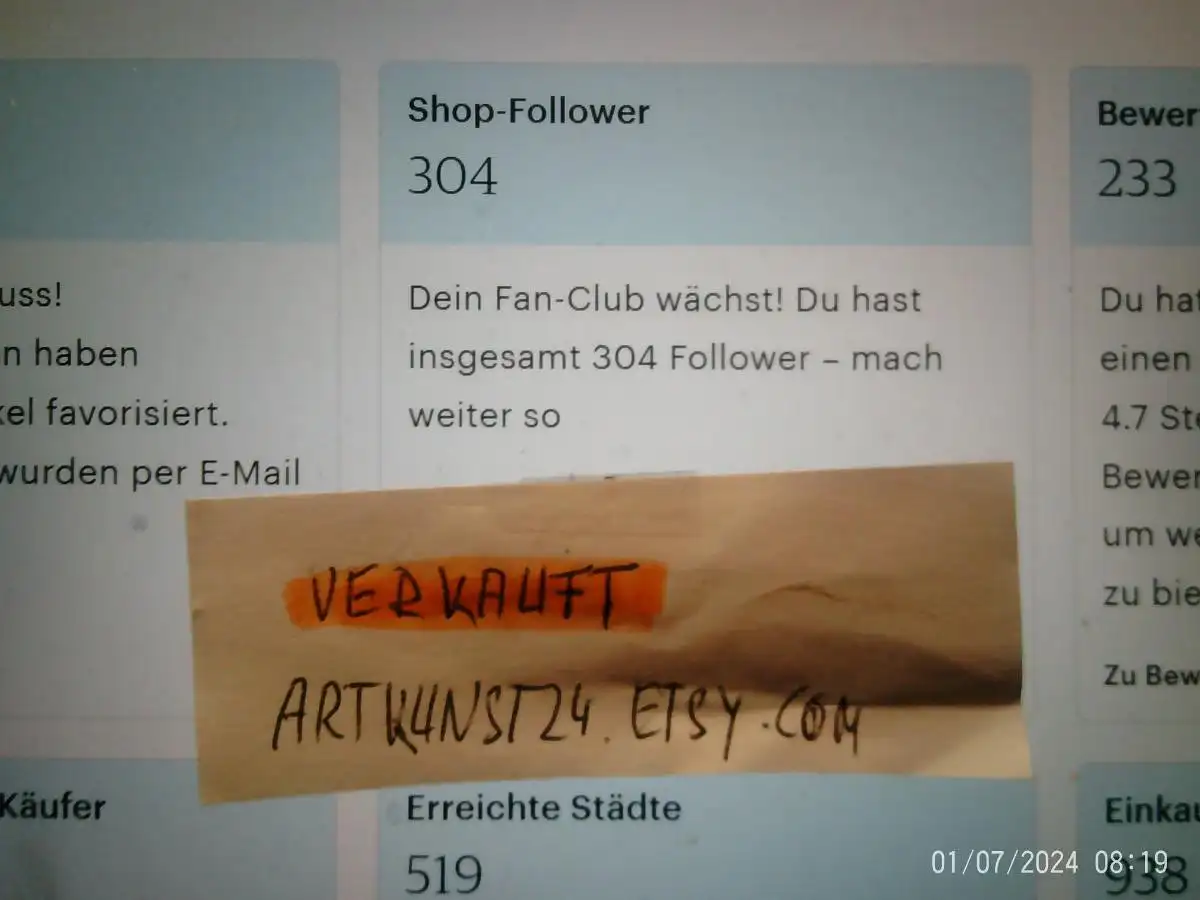 Shop-Follower
304
Dein Fan-Club wächst! Du hast
insgesamt 304 Follower – mach
weiter so
uss!
n haben
kel favorisiert.
wurden per E-Mail
Bewer
233
Du hat
einen
4.7 Ste
Bewer
um we
zu bie
Zu Bew
VERKAUFT
ARTKUNST24.ETSY.COM
Käufer
Erreichte Städte
519
Einkau
938
01/07/2024 08:19